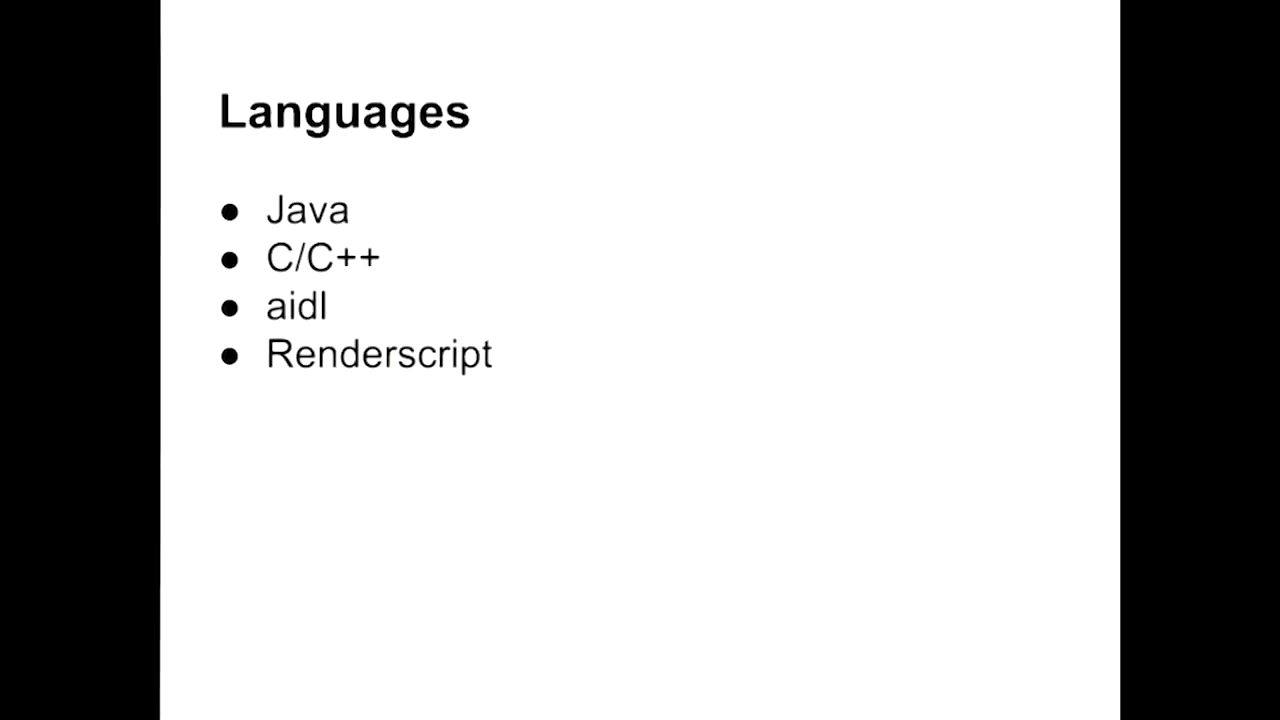 Languages
● Java
● C/C++
● aidl
● Renderscript